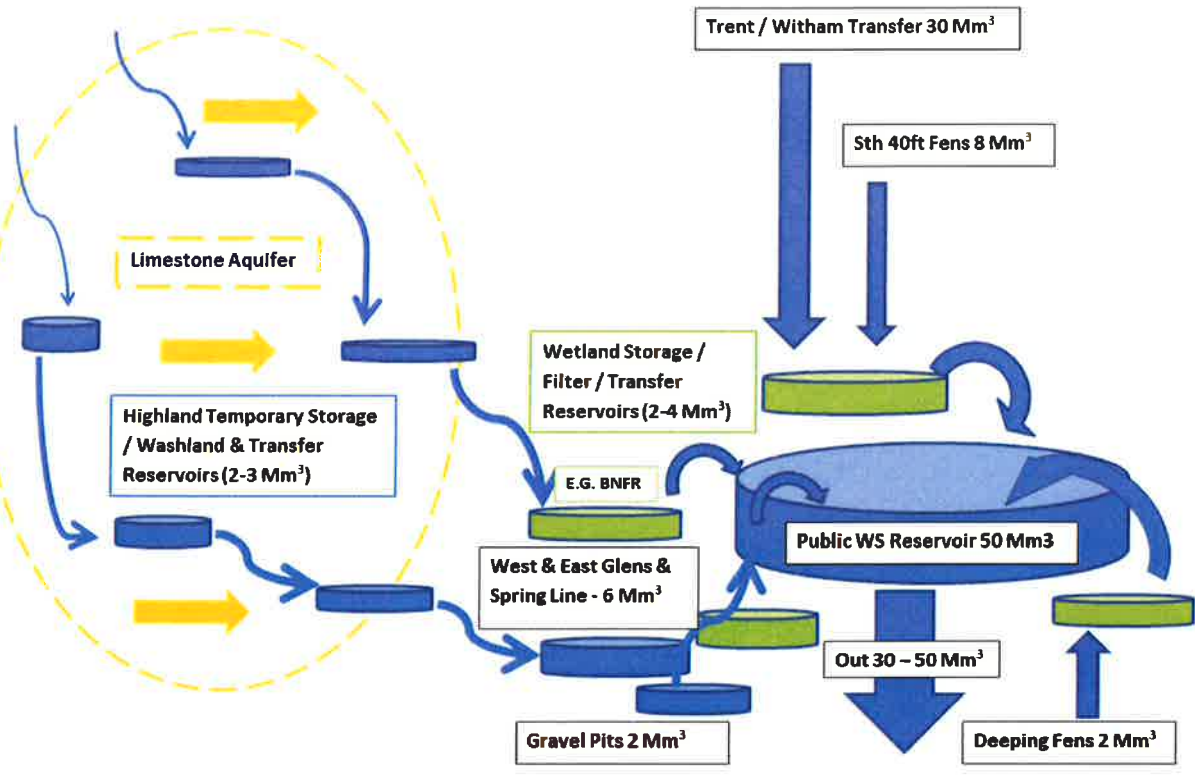 Trent / Witham Transfer 30 Mm³
Sth 40ft Fens 8 Mm³
Limestone Aquifer
Wetland Storage /
Filter / Transfer
Reservoirs (2-4 Mm³)
Highland Temporary Storage
/ Washland & Transfer
Reservoirs (2-3 Mm³)
E.G. BNFR
Public WS Reservoir 50 Mm3
West & East Glens &
Spring Line - 6 Mm³
Out 30 – 50 Mm³
Gravel Pits 2 Mm³
Deeping Fens 2 Mm³